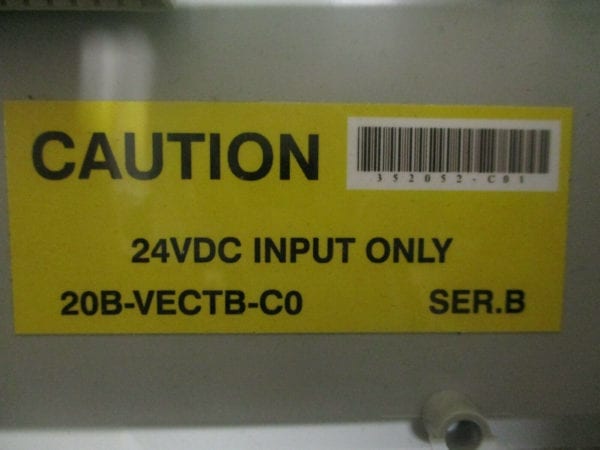 CAUTION
352052-C01
24VDC INPUT ONLY
20B-VECTB-C0 SER.B